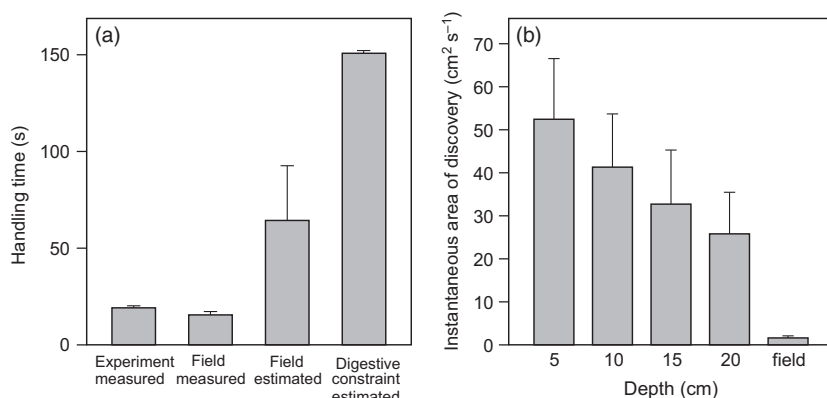 (a)
Handling time (s)
150
100
50
0
Experiment measured
Field measured
Field estimated
Digestive constraint estimated
(b)
Instantaneous area of discovery (cm² s⁻¹)
70
60
50
40
30
20
10
0
5 10 15 20 field
Depth (cm)